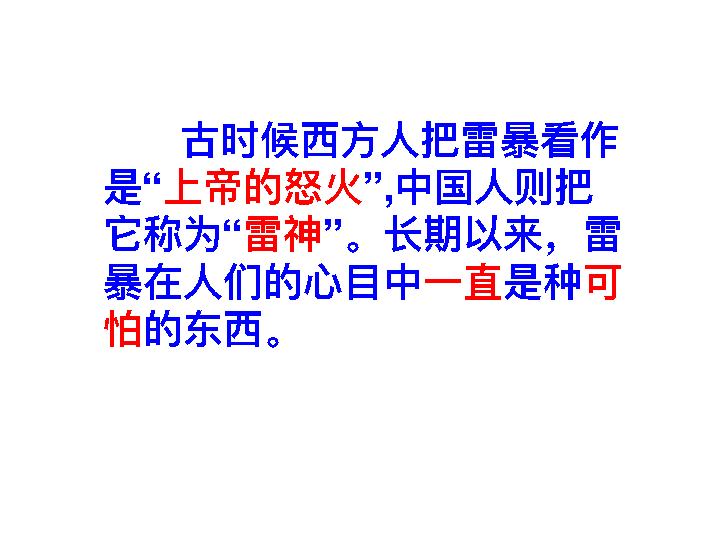 古时候西方人把雷暴看作
是“上帝的怒火”,中国人则把
它称为“雷神”。长期以来，雷
暴在人们的心目中一直是种可
怕的东西。